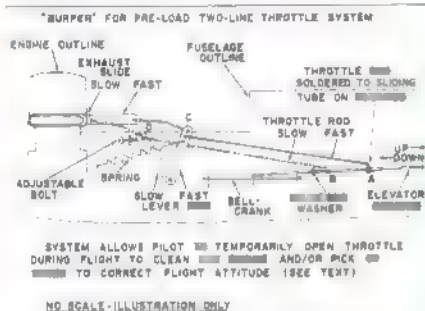 "BURPER" FOR PRE-LOAD TWO-LINE THROTTLE SYSTEM
ENGINE OUTLINE
EXHAUST
SLIDE
SLOW FAST
FUSELAGE
OUTLINE
THROTTLE
SOLDERED TO SLIDING
TUBE ON
C
THROTTLE ROD
SLOW FAST
UP
DOWN
ADJUSTABLE
BOLT
SPRING
SLOW FAST
LEVER
BELL-
CRANK
WASHER
B
A
ELEVATOR
SYSTEM ALLOWS PILOT TEMPORARILY OPEN THROTTLE
DURING FLIGHT TO CLEAN AND/OR PICK
TO CORRECT FLIGHT ATTITUDE (SEE TEXT)
NO SCALE-ILLUSTRATION ONLY